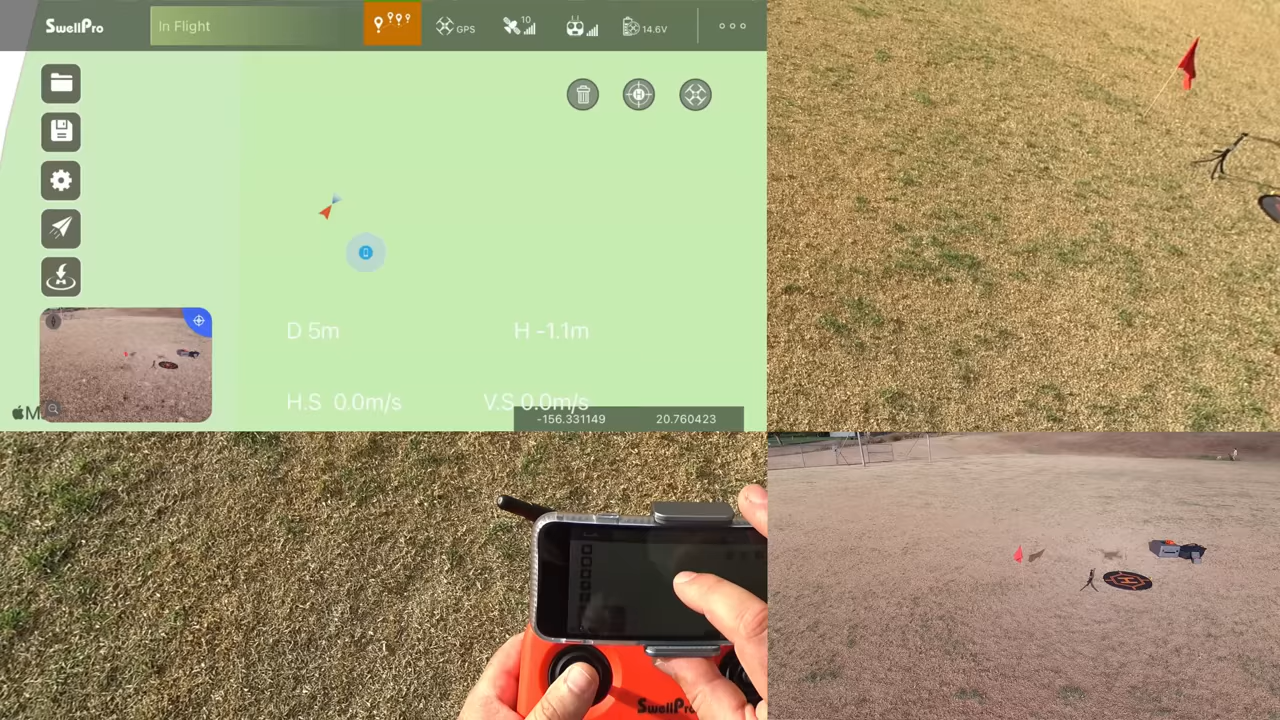 SwellPro
In Flight
GPS
10
14.6V
D 5m
H -1.1m
H.S 0.0m/s
V.S 0.0m/s
M
-156.331149
20.760423
H
SwellPro